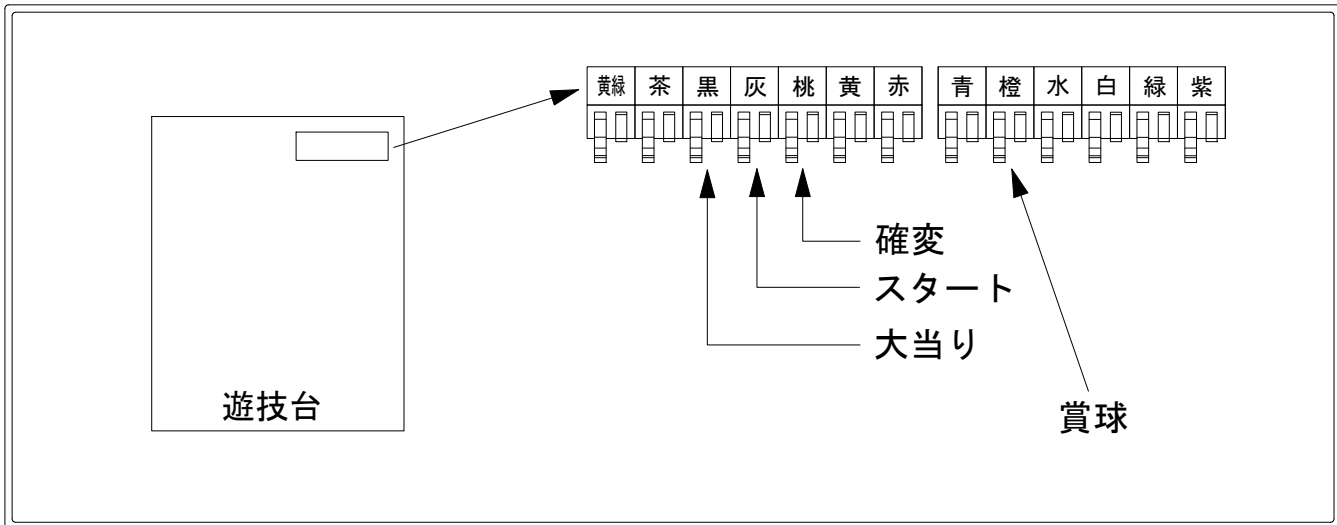 黄緑 茶 黒 灰 桃 黄 赤 青 橙 水 白 緑 紫
確変
スタート
大当り
遊技台
賞球